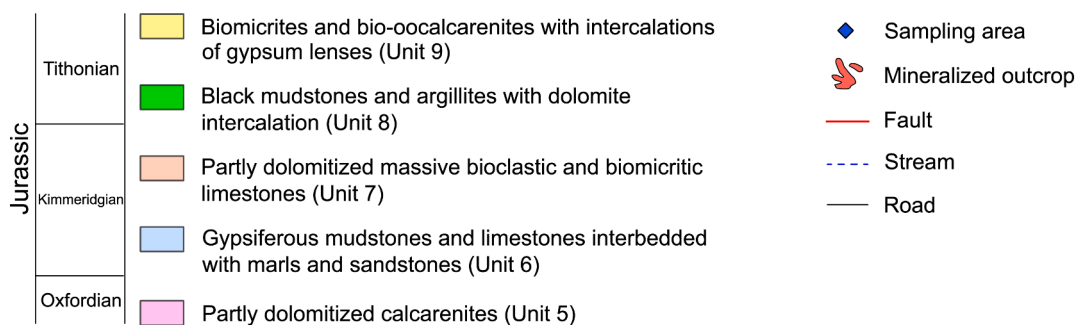 Jurassic
Tithonian
Kimmeridgian
Oxfordian
Biomicrites and bio-oocalcarenites with intercalations
of gypsum lenses (Unit 9)
Black mudstones and argillites with dolomite
intercalation (Unit 8)
Partly dolomitized massive bioclastic and biomicritic
limestones (Unit 7)
Gypsiferous mudstones and limestones interbedded
with marls and sandstones (Unit 6)
Partly dolomitized calcarenites (Unit 5)
Sampling area
Mineralized outcrop
Fault
Stream
Road